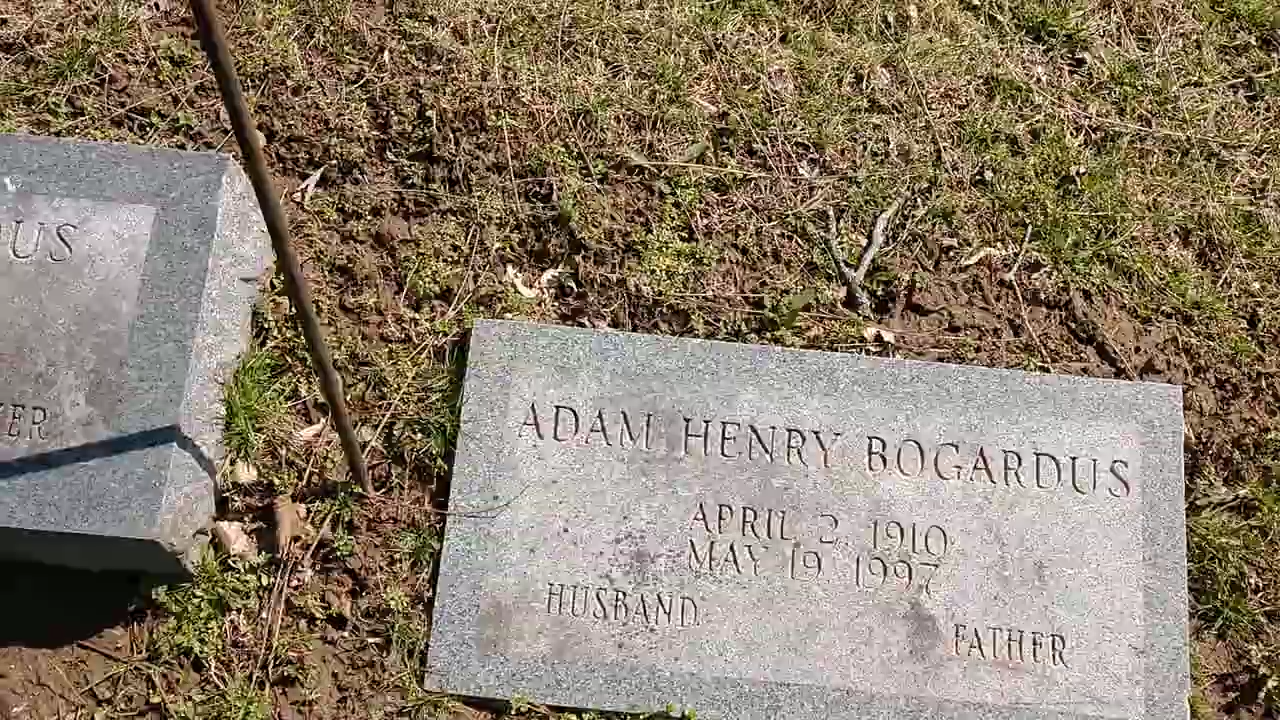 ADAM HENRY BOGARDUS
APRIL 2, 1910
MAY 19, 1997
HUSBAND
FATHER